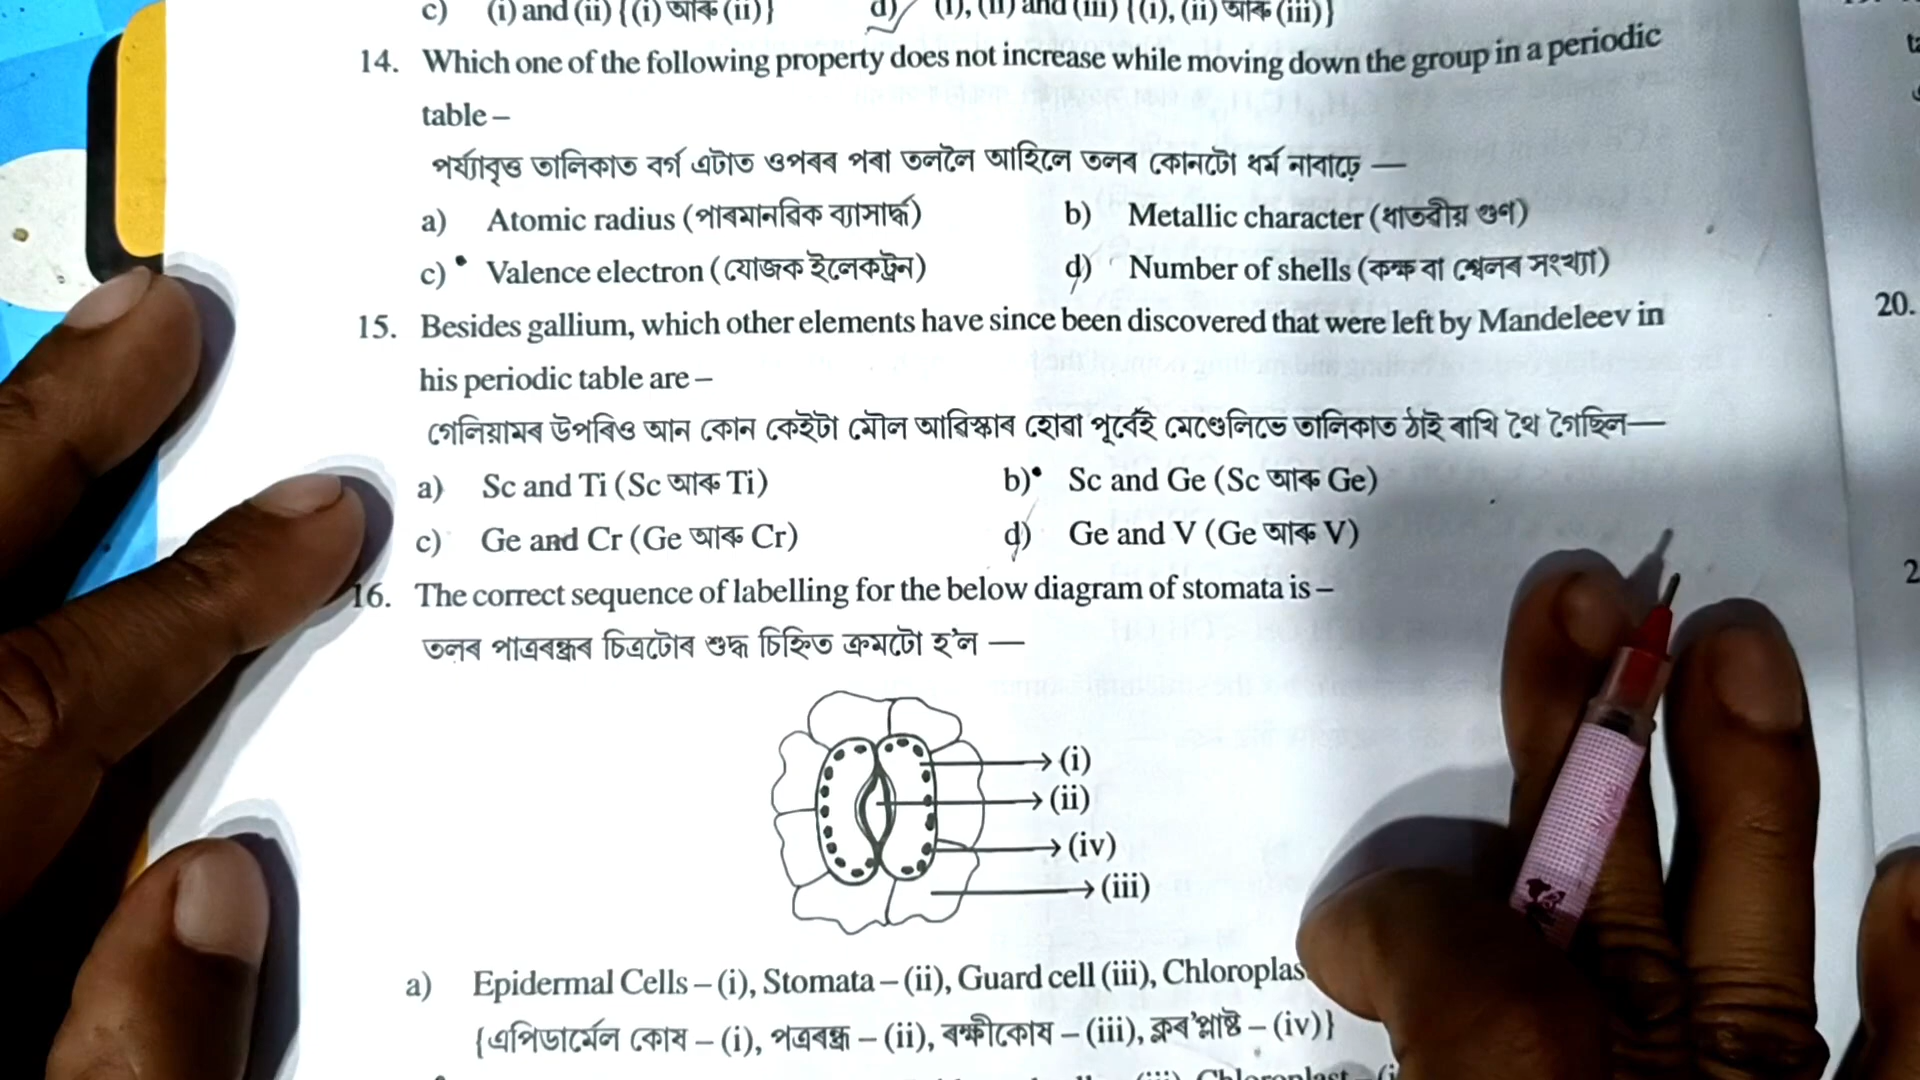 c) (i) and (ii) {(i) আৰু (ii)} d) (i), (ii) and (iii) {(i), (ii) আৰু (iii)}
14. Which one of the following property does not increase while moving down the group in a periodic
table –
পৰ্য্যাবৃত্ত তালিকাত বৰ্গ এটাত ওপৰৰ পৰা তললৈ আহিলে তলৰ কোনটো ধৰ্ম নাবাঢ়ে —
a) Atomic radius (পাৰমানৱিক ব্যাসাৰ্দ্ধ) b) Metallic character (ধাতবীয় গুণ)
c) Valence electron (যোজক ইলেকট্ৰন) d) Number of shells (কক্ষ বা শ্বেলৰ সংখ্যা)
15. Besides gallium, which other elements have since been discovered that were left by Mandeleev in
his periodic table are –
গেলিয়ামৰ উপৰিও আন কোন কেইটা মৌল আৱিস্কাৰ হোৱা পূৰ্বেই মেণ্ডেলিভে তালিকাত ঠাই ৰাখি থৈ গৈছিল—
a) Sc and Ti (Sc আৰু Ti) b) Sc and Ge (Sc আৰু Ge)
c) Ge and Cr (Ge আৰু Cr) d) Ge and V (Ge আৰু V)
16. The correct sequence of labelling for the below diagram of stomata is –
তলৰ পাত্ৰৰন্ধ্ৰৰ চিত্ৰটোৰ শুদ্ধ চিহ্নিত ক্ৰমটো হ'ল —
(i)
(ii)
(iv)
(iii)
a) Epidermal Cells – (i), Stomata – (ii), Guard cell (iii), Chloroplas
{এপিডাৰ্মেল কোষ – (i), পত্ৰৰন্ধ্ৰ – (ii), ৰক্ষীকোষ – (iii), ক্লৰ'প্লাষ্ট – (iv)}
20.